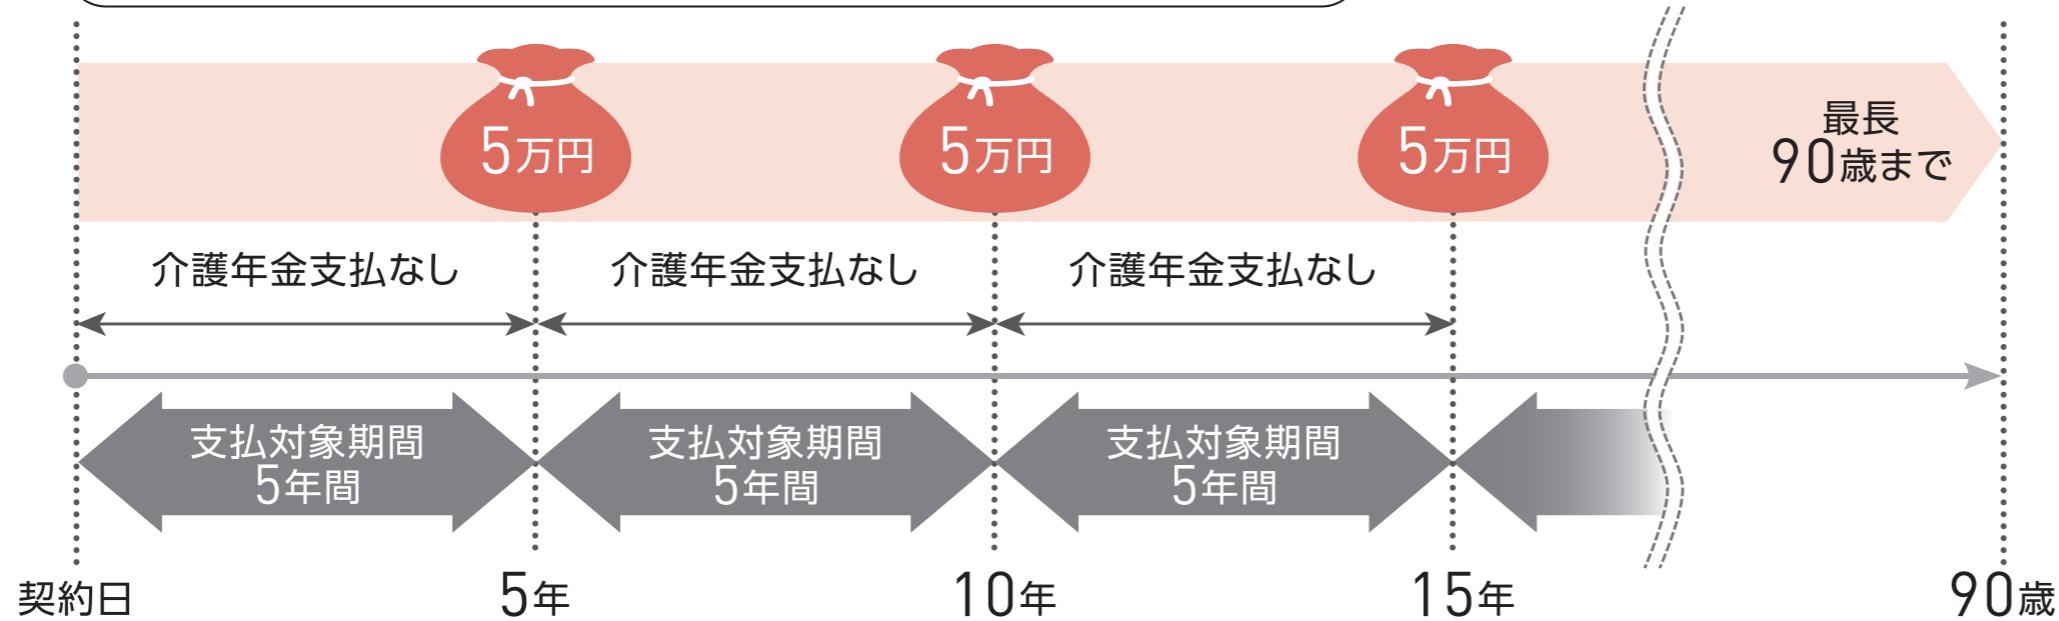 5万円
5万円
5万円
最長
90歳まで
介護年金支払なし
介護年金支払なし
介護年金支払なし
支払対象期間
5年間
支払対象期間
5年間
支払対象期間
5年間
契約日
5年
10年
15年
90歳